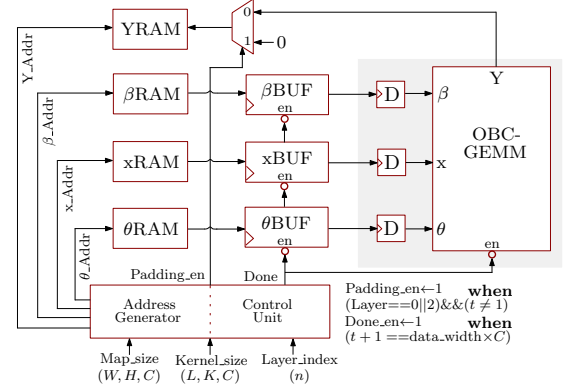 YRAM
0
1
0
Y_Addr
βRAM
βBUF
en
D
β
Y
OBC-
GEMM
β_Addr
xRAM
xBUF
en
D
x
x_Addr
θRAM
θBUF
en
D
θ
en
θ_Addr
Padding_en
Done
Address
Generator
Control
Unit
Padding_en←1 when
(Layer==0||2)&&(t ≠ 1)
Done_en←1 when
(t + 1 ==data_width×C)
Map_size
(W, H, C)
Kernel_size
(L, K, C)
Layer_index
(n)